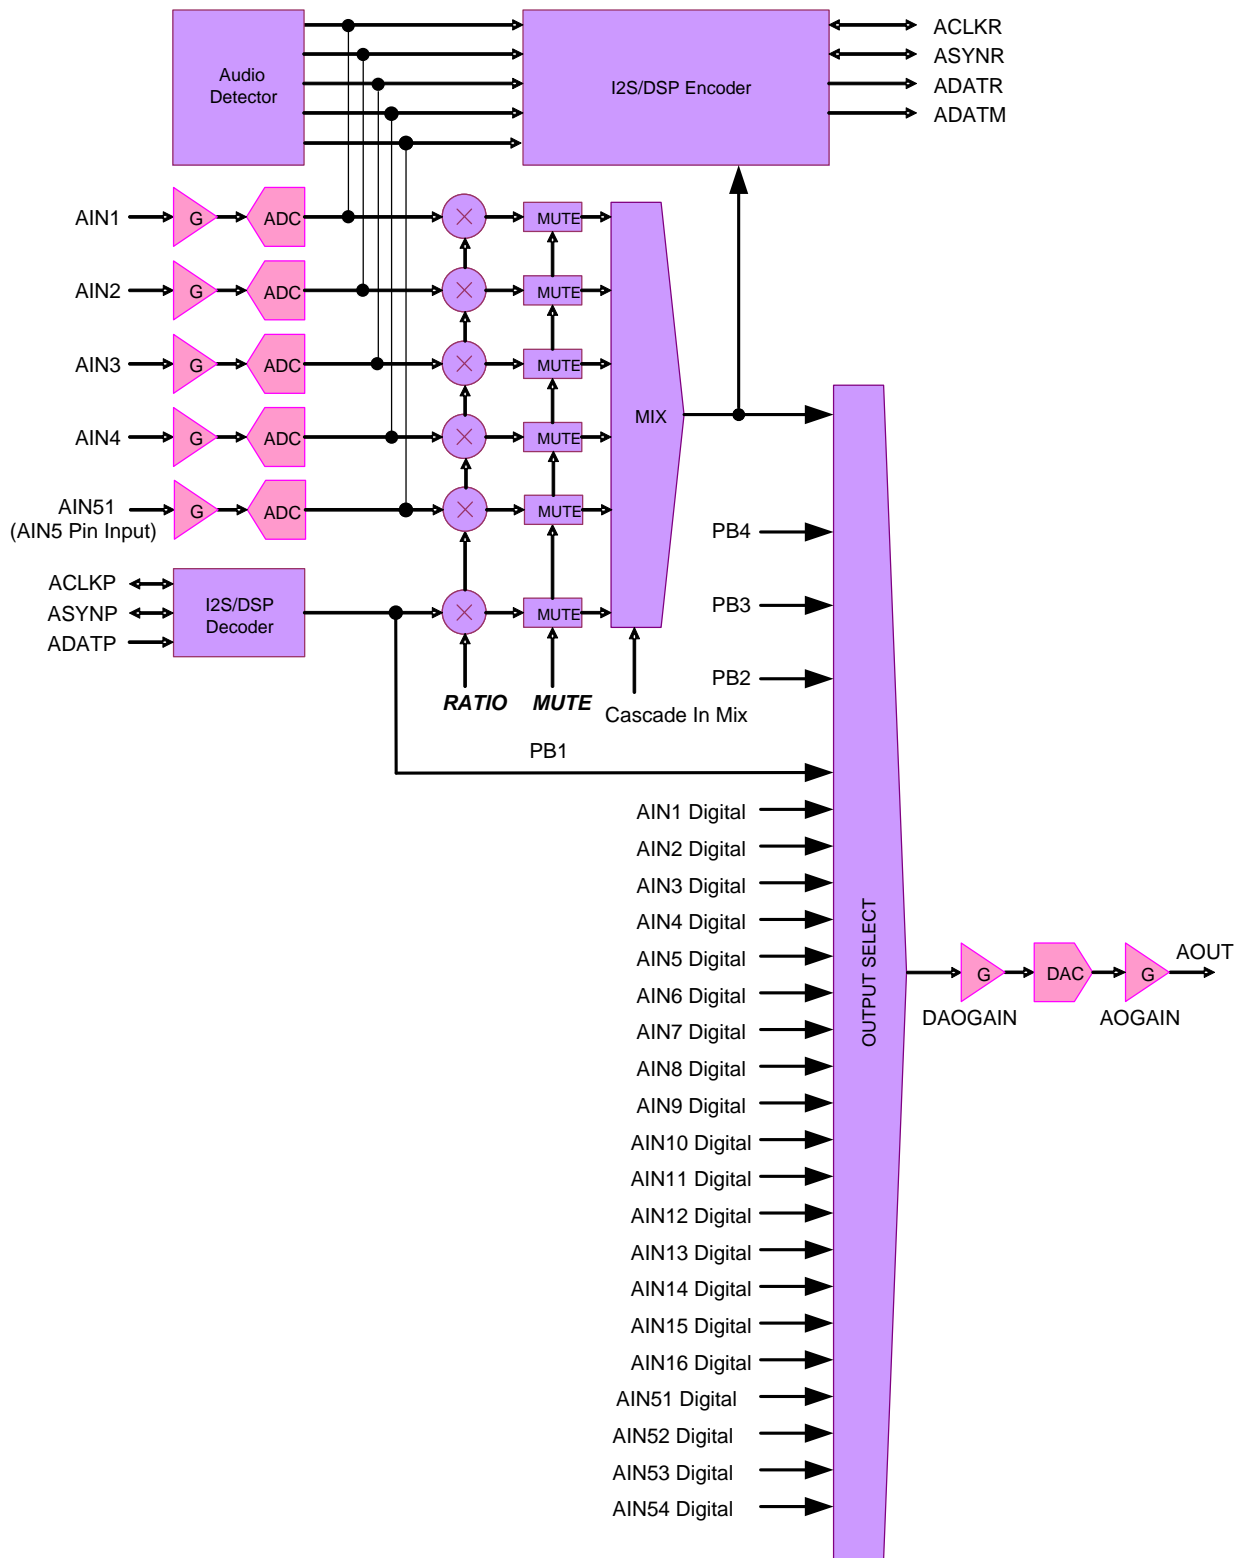 Audio
Detector
I2S/DSP Encoder
ACLKR
ASYNR
ADATR
ADATM
AIN1
G
ADC
MUTE
AIN2
G
ADC
MUTE
AIN3
G
ADC
MUTE
AIN4
G
ADC
MUTE
MIX
AIN51
(AIN5 Pin Input)
G
ADC
MUTE
ACLKP
ASYNP
ADATP
I2S/DSP
Decoder
MUTE
RATIO
MUTE
Cascade In Mix
PB4
PB3
PB2
PB1
AIN1 Digital
AIN2 Digital
AIN3 Digital
AIN4 Digital
AIN5 Digital
AIN6 Digital
AIN7 Digital
AIN8 Digital
AIN9 Digital
AIN10 Digital
AIN11 Digital
AIN12 Digital
AIN13 Digital
AIN14 Digital
AIN15 Digital
AIN16 Digital
AIN51 Digital
AIN52 Digital
AIN53 Digital
AIN54 Digital
OUTPUT SELECT
G
DAOGAIN
DAC
G
AOGAIN
AOUT